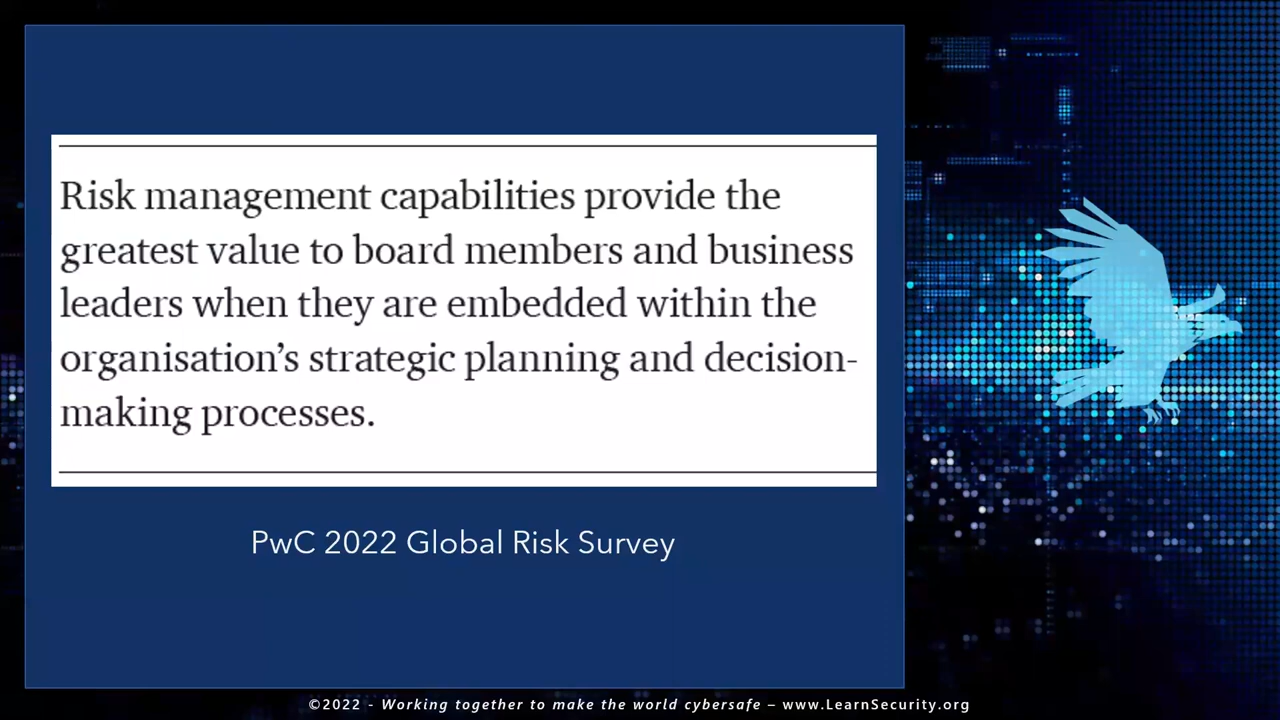 Risk management capabilities provide the
greatest value to board members and business
leaders when they are embedded within the
organisation’s strategic planning and decision-
making processes.
PwC 2022 Global Risk Survey
©2022 - Working together to make the world cybersafe – www.LearnSecurity.org